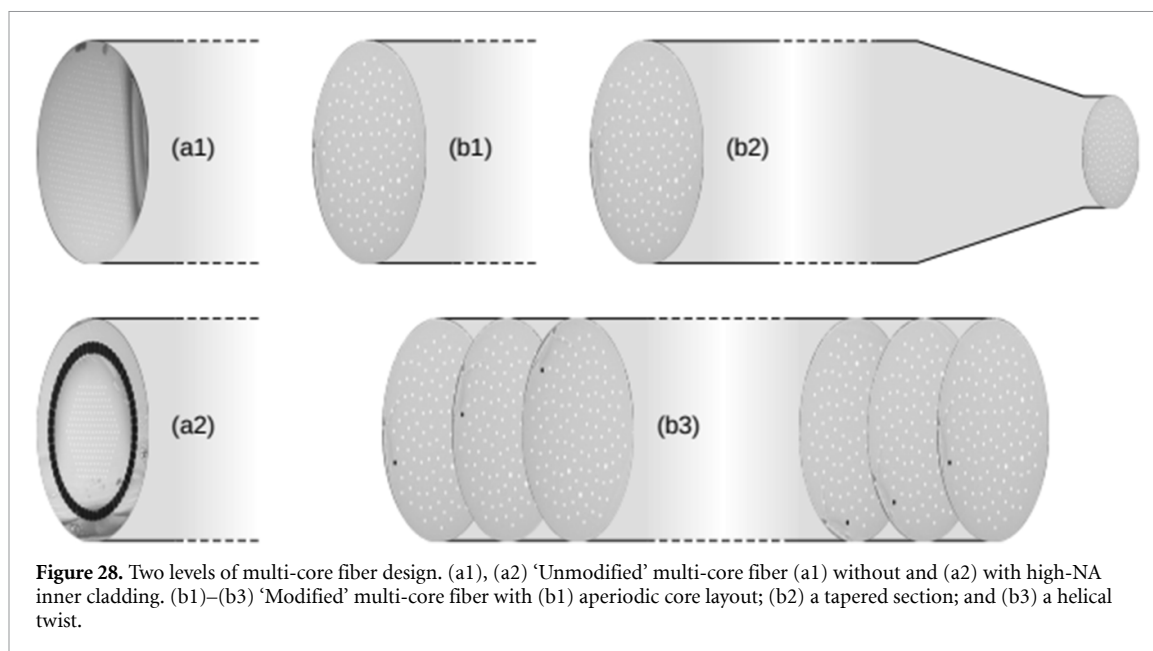 (a1)
(b1)
(b2)
(a2)
(b3)
Figure 28. Two levels of multi-core fiber design. (a1), (a2) ‘Unmodified’ multi-core fiber (a1) without and (a2) with high-NA
inner cladding. (b1)–(b3) ‘Modified’ multi-core fiber with (b1) aperiodic core layout; (b2) a tapered section; and (b3) a helical
twist.